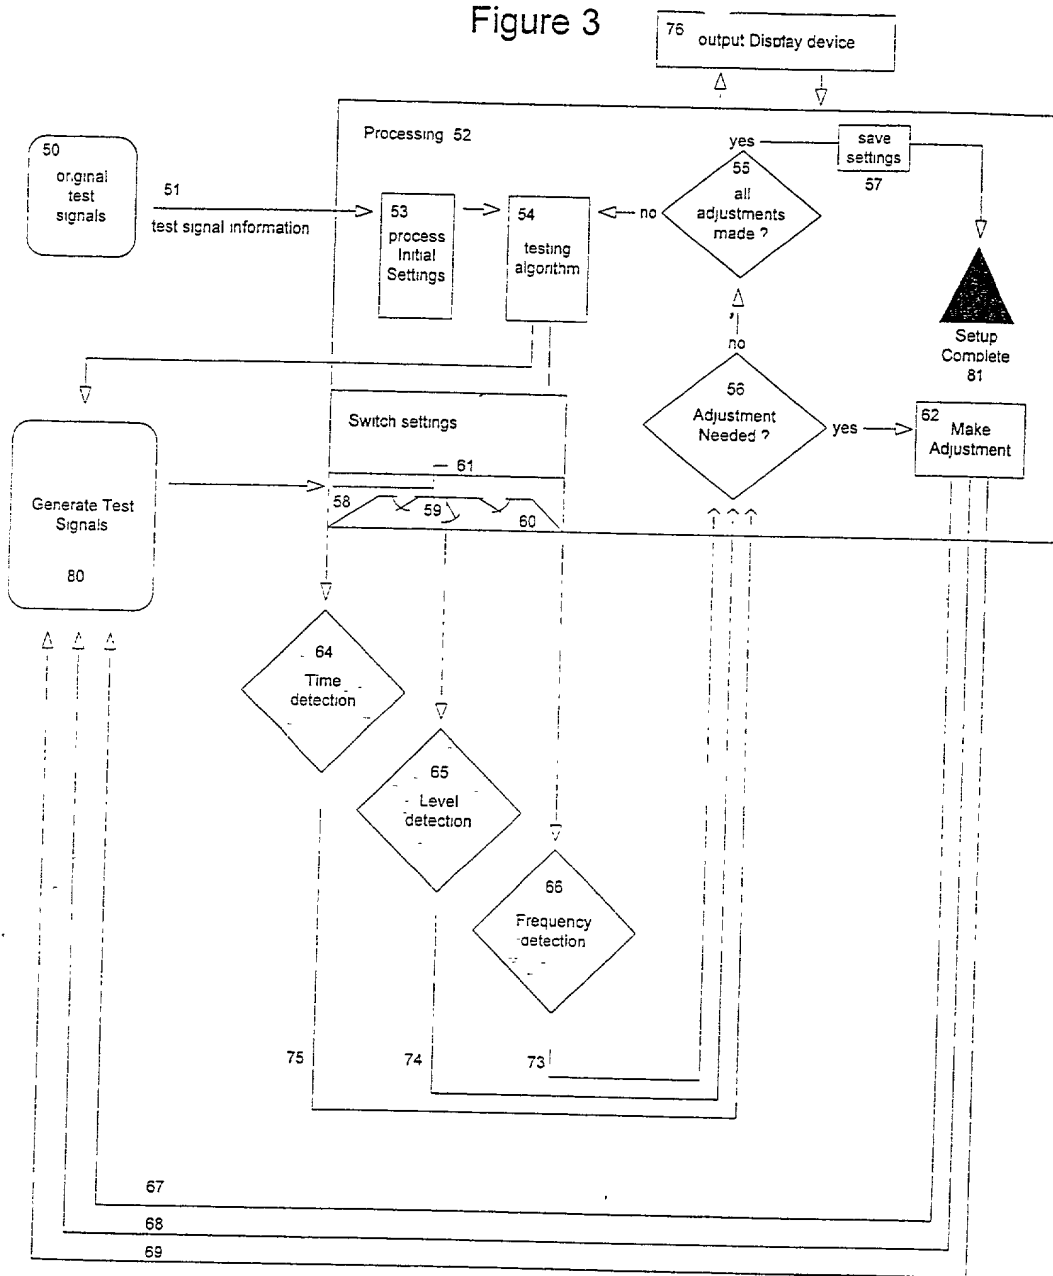 Figure 3
76 output Display device
Processing 52
50
original
test
signals
51
test signal information
53
process
Initial
Settings
54
testing
algorithm
no
55
all
adjustments
made ?
yes
save
settings
57
Setup
Complete
81
no
56
Adjustment
Needed ?
yes
62
Make
Adjustment
Switch settings
61
58
59
60
Generate Test
Signals
80
64
Time
detection
65
Level
detection
66
Frequency
detection
75
74
73
67
68
69